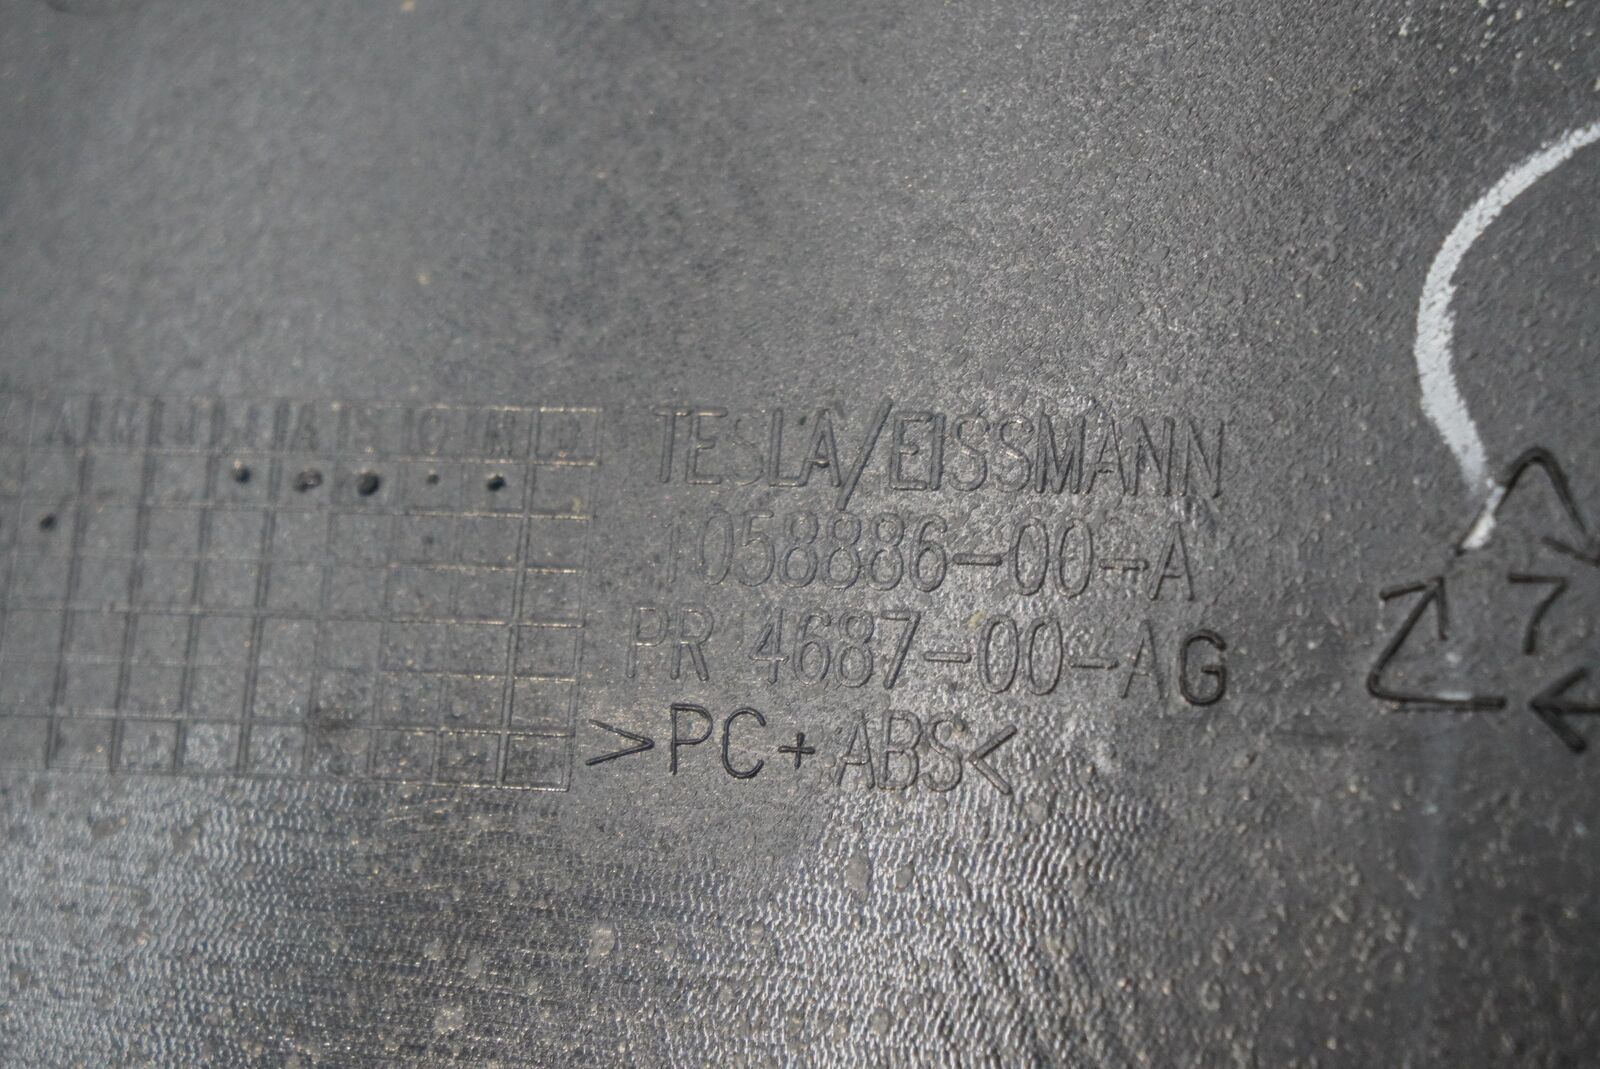 TESLA/EISSMANN
1058886-00-A
PR 4687-00-AG
>PC+ABS<
7